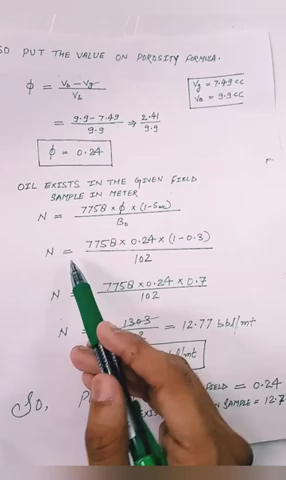 SO PUT THE VALUE ON POROSITY FORMULA.
ϕ = Vb - Vg / Vb
Vg = 7.49 CC
VB = 9.9 CC
= 9.9 - 7.49 / 9.9 ⇒ 2.41 / 9.9
ϕ = 0.24
OIL EXISTS IN THE GIVEN FIELD
SAMPLE IN METER
N = 7758 × ϕ × (1 - Swc) / Bo
N = 7758 × 0.24 × (1 - 0.3) / 102
N = 7758 × 0.24 × 0.7 / 102
N = 1303 / = 12.77 bbl/mt
So, FIELD = 0.24
SAMPLE = 12.7